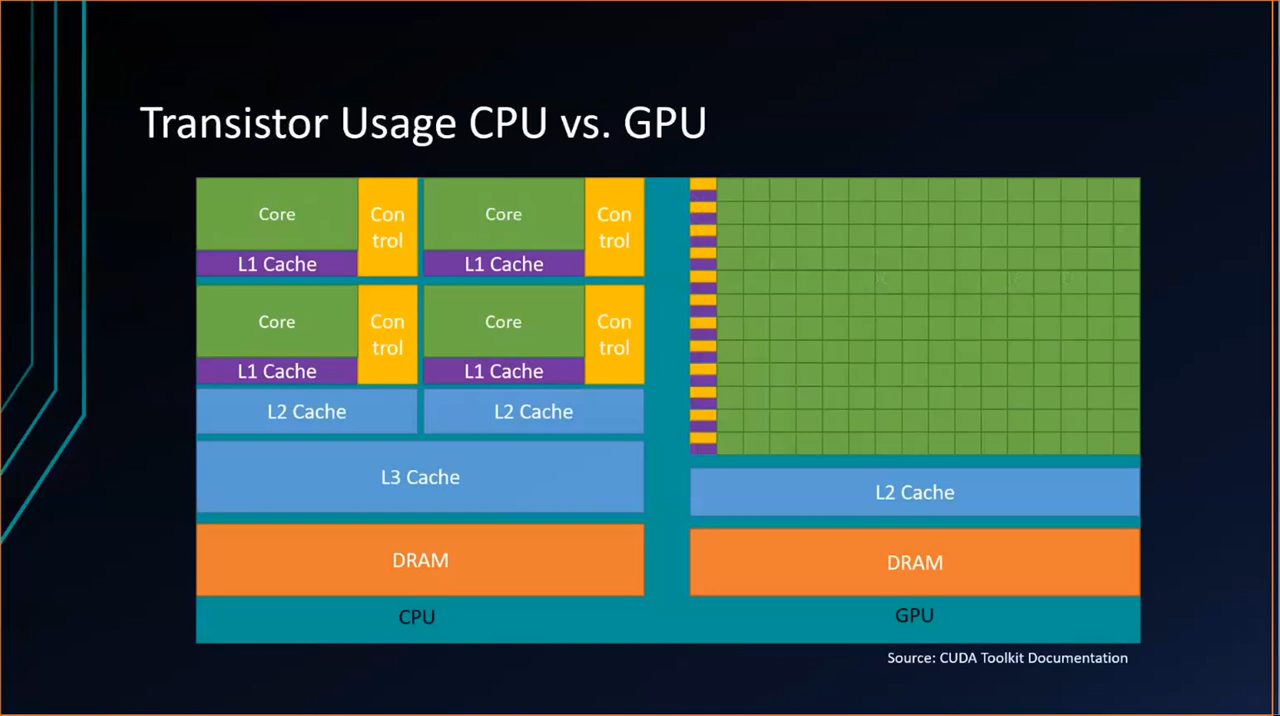 Transistor Usage CPU vs. GPU
Core
Con
trol
L1 Cache
Core
Con
trol
L1 Cache
Core
Con
trol
L1 Cache
Core
Con
trol
L1 Cache
L2 Cache
L2 Cache
L3 Cache
DRAM
CPU
L2 Cache
DRAM
GPU
Source: CUDA Toolkit Documentation